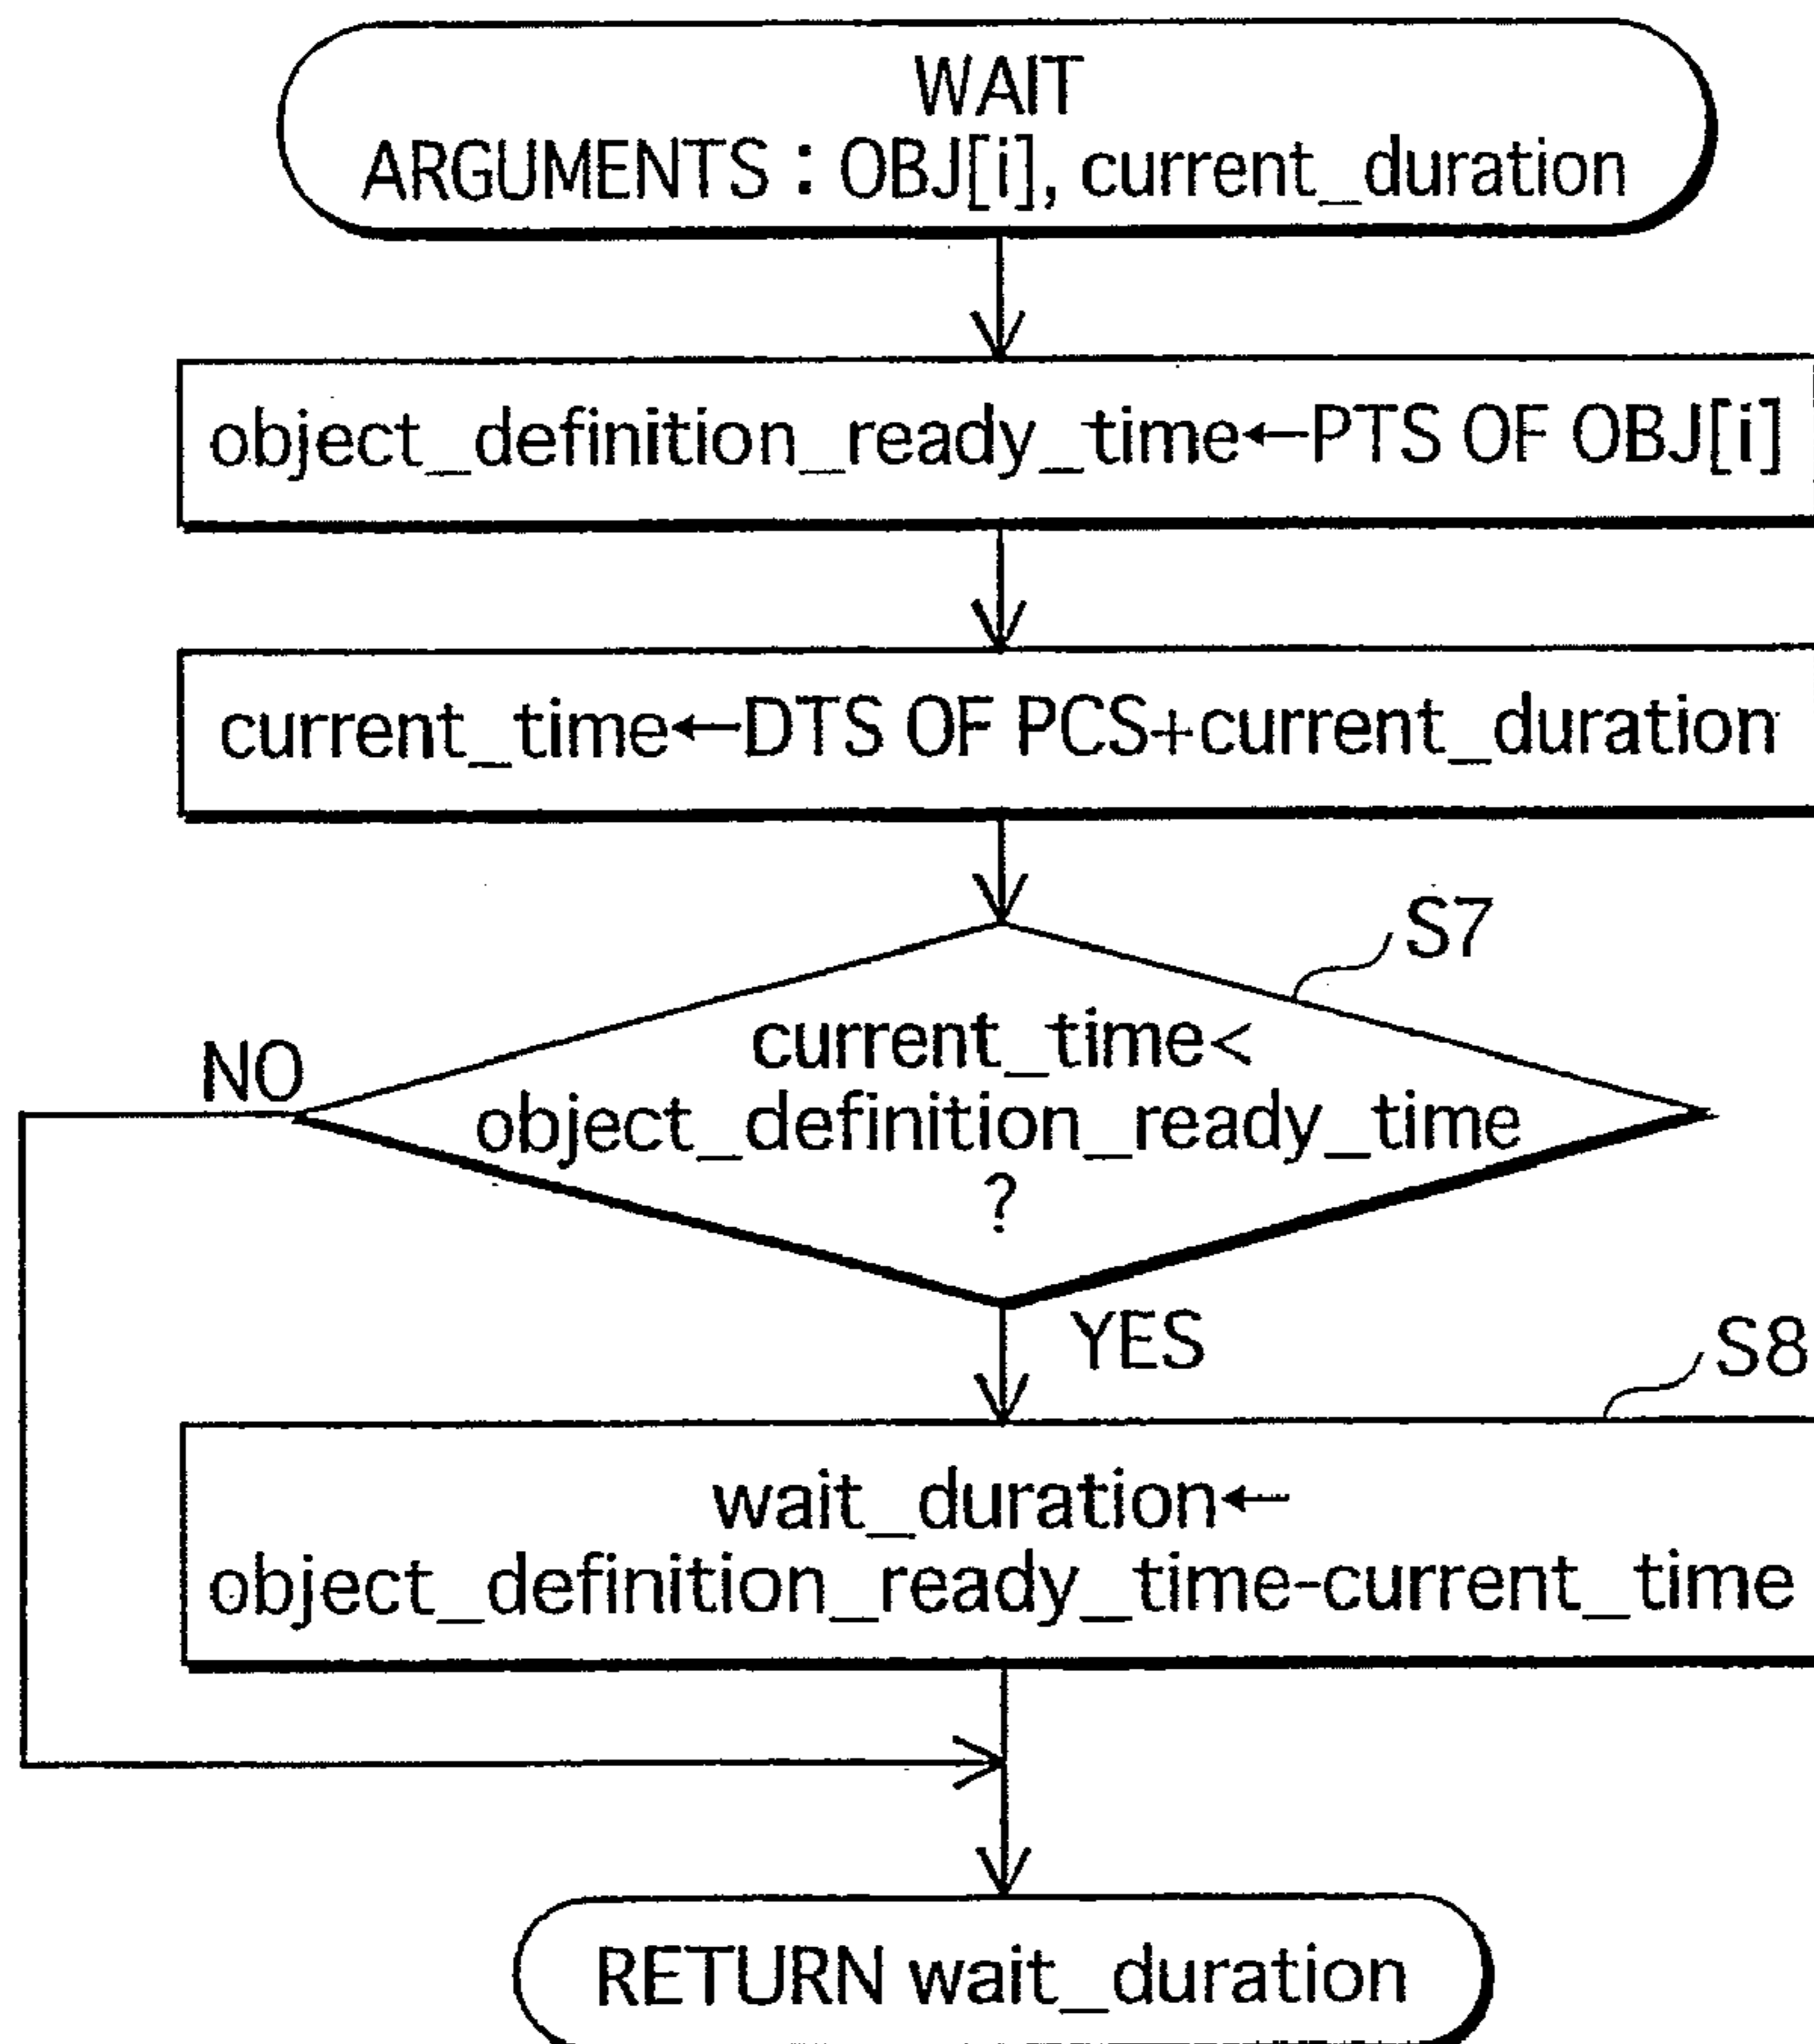 WAIT
ARGUMENTS : OBJ[i], current_duration
object_definition_ready_time←PTS OF OBJ[i]
current_time←DTS OF PCS+current_duration
S7
current_time<
NO
object_definition_ready_time
?
YES
S8
wait_duration←
object_definition_ready_time-current_time
RETURN wait_duration